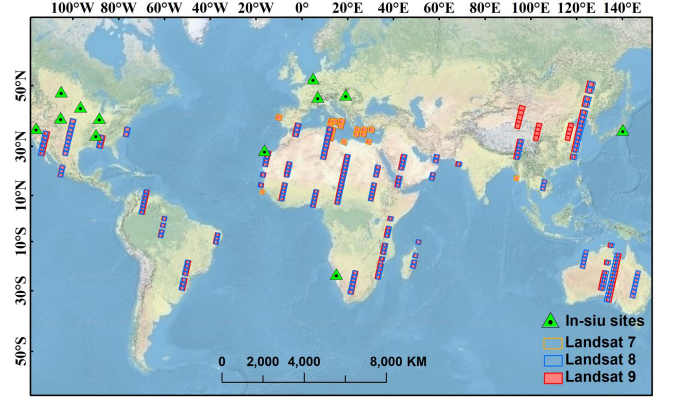 100°W 80°W 60°W 40°W 20°W 0° 20°E 40°E 60°E 80°E 100°E 120°E 140°E
50°N
30°N
10°N
10°S
30°S
50°S
In-siu sites
Landsat 7
Landsat 8
Landsat 9
0 2,000 4,000 8,000 KM